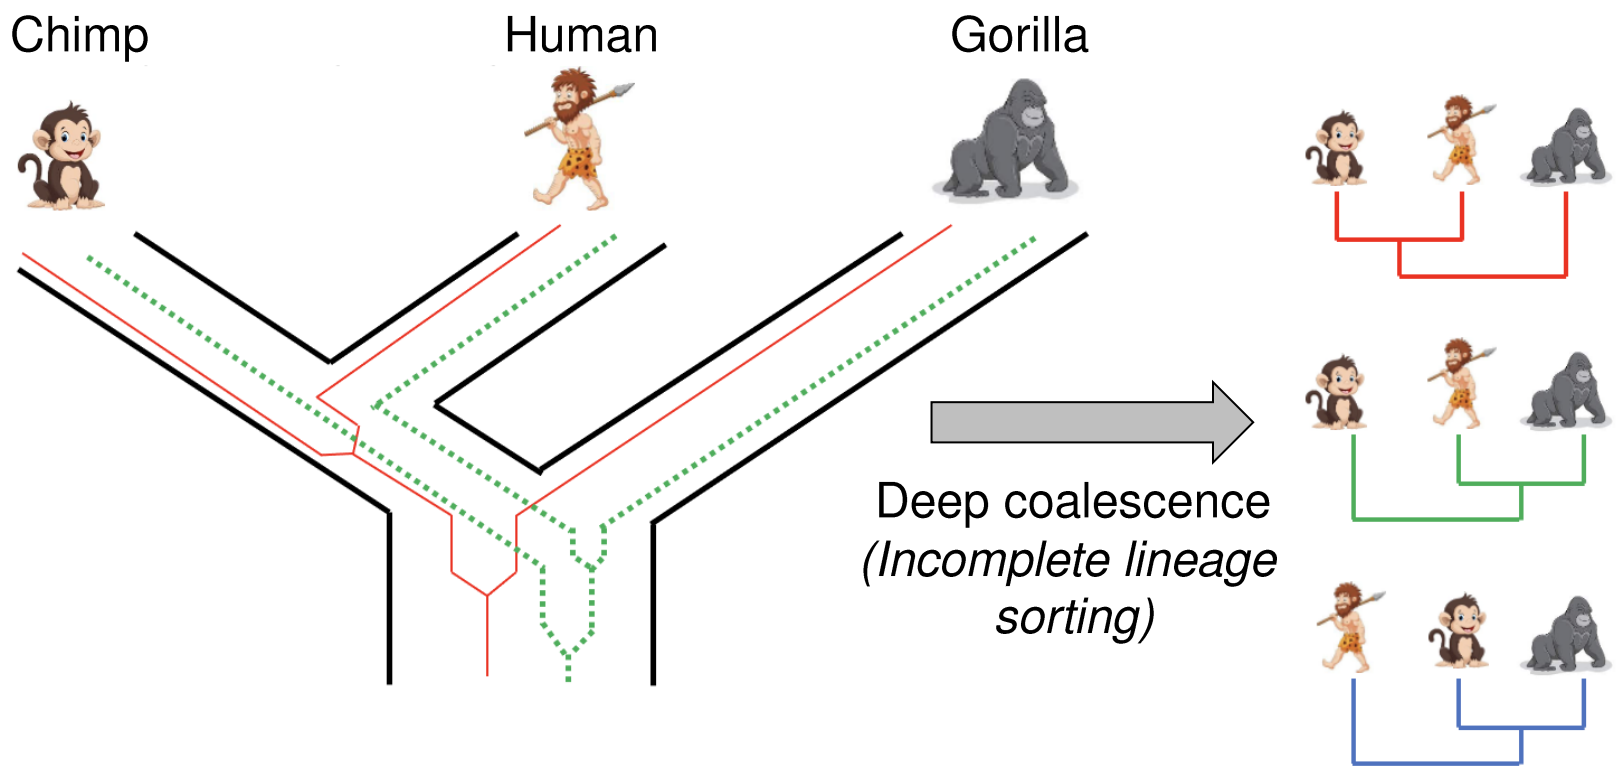 Chimp
Human
Gorilla
Deep coalescence
(Incomplete lineage
sorting)